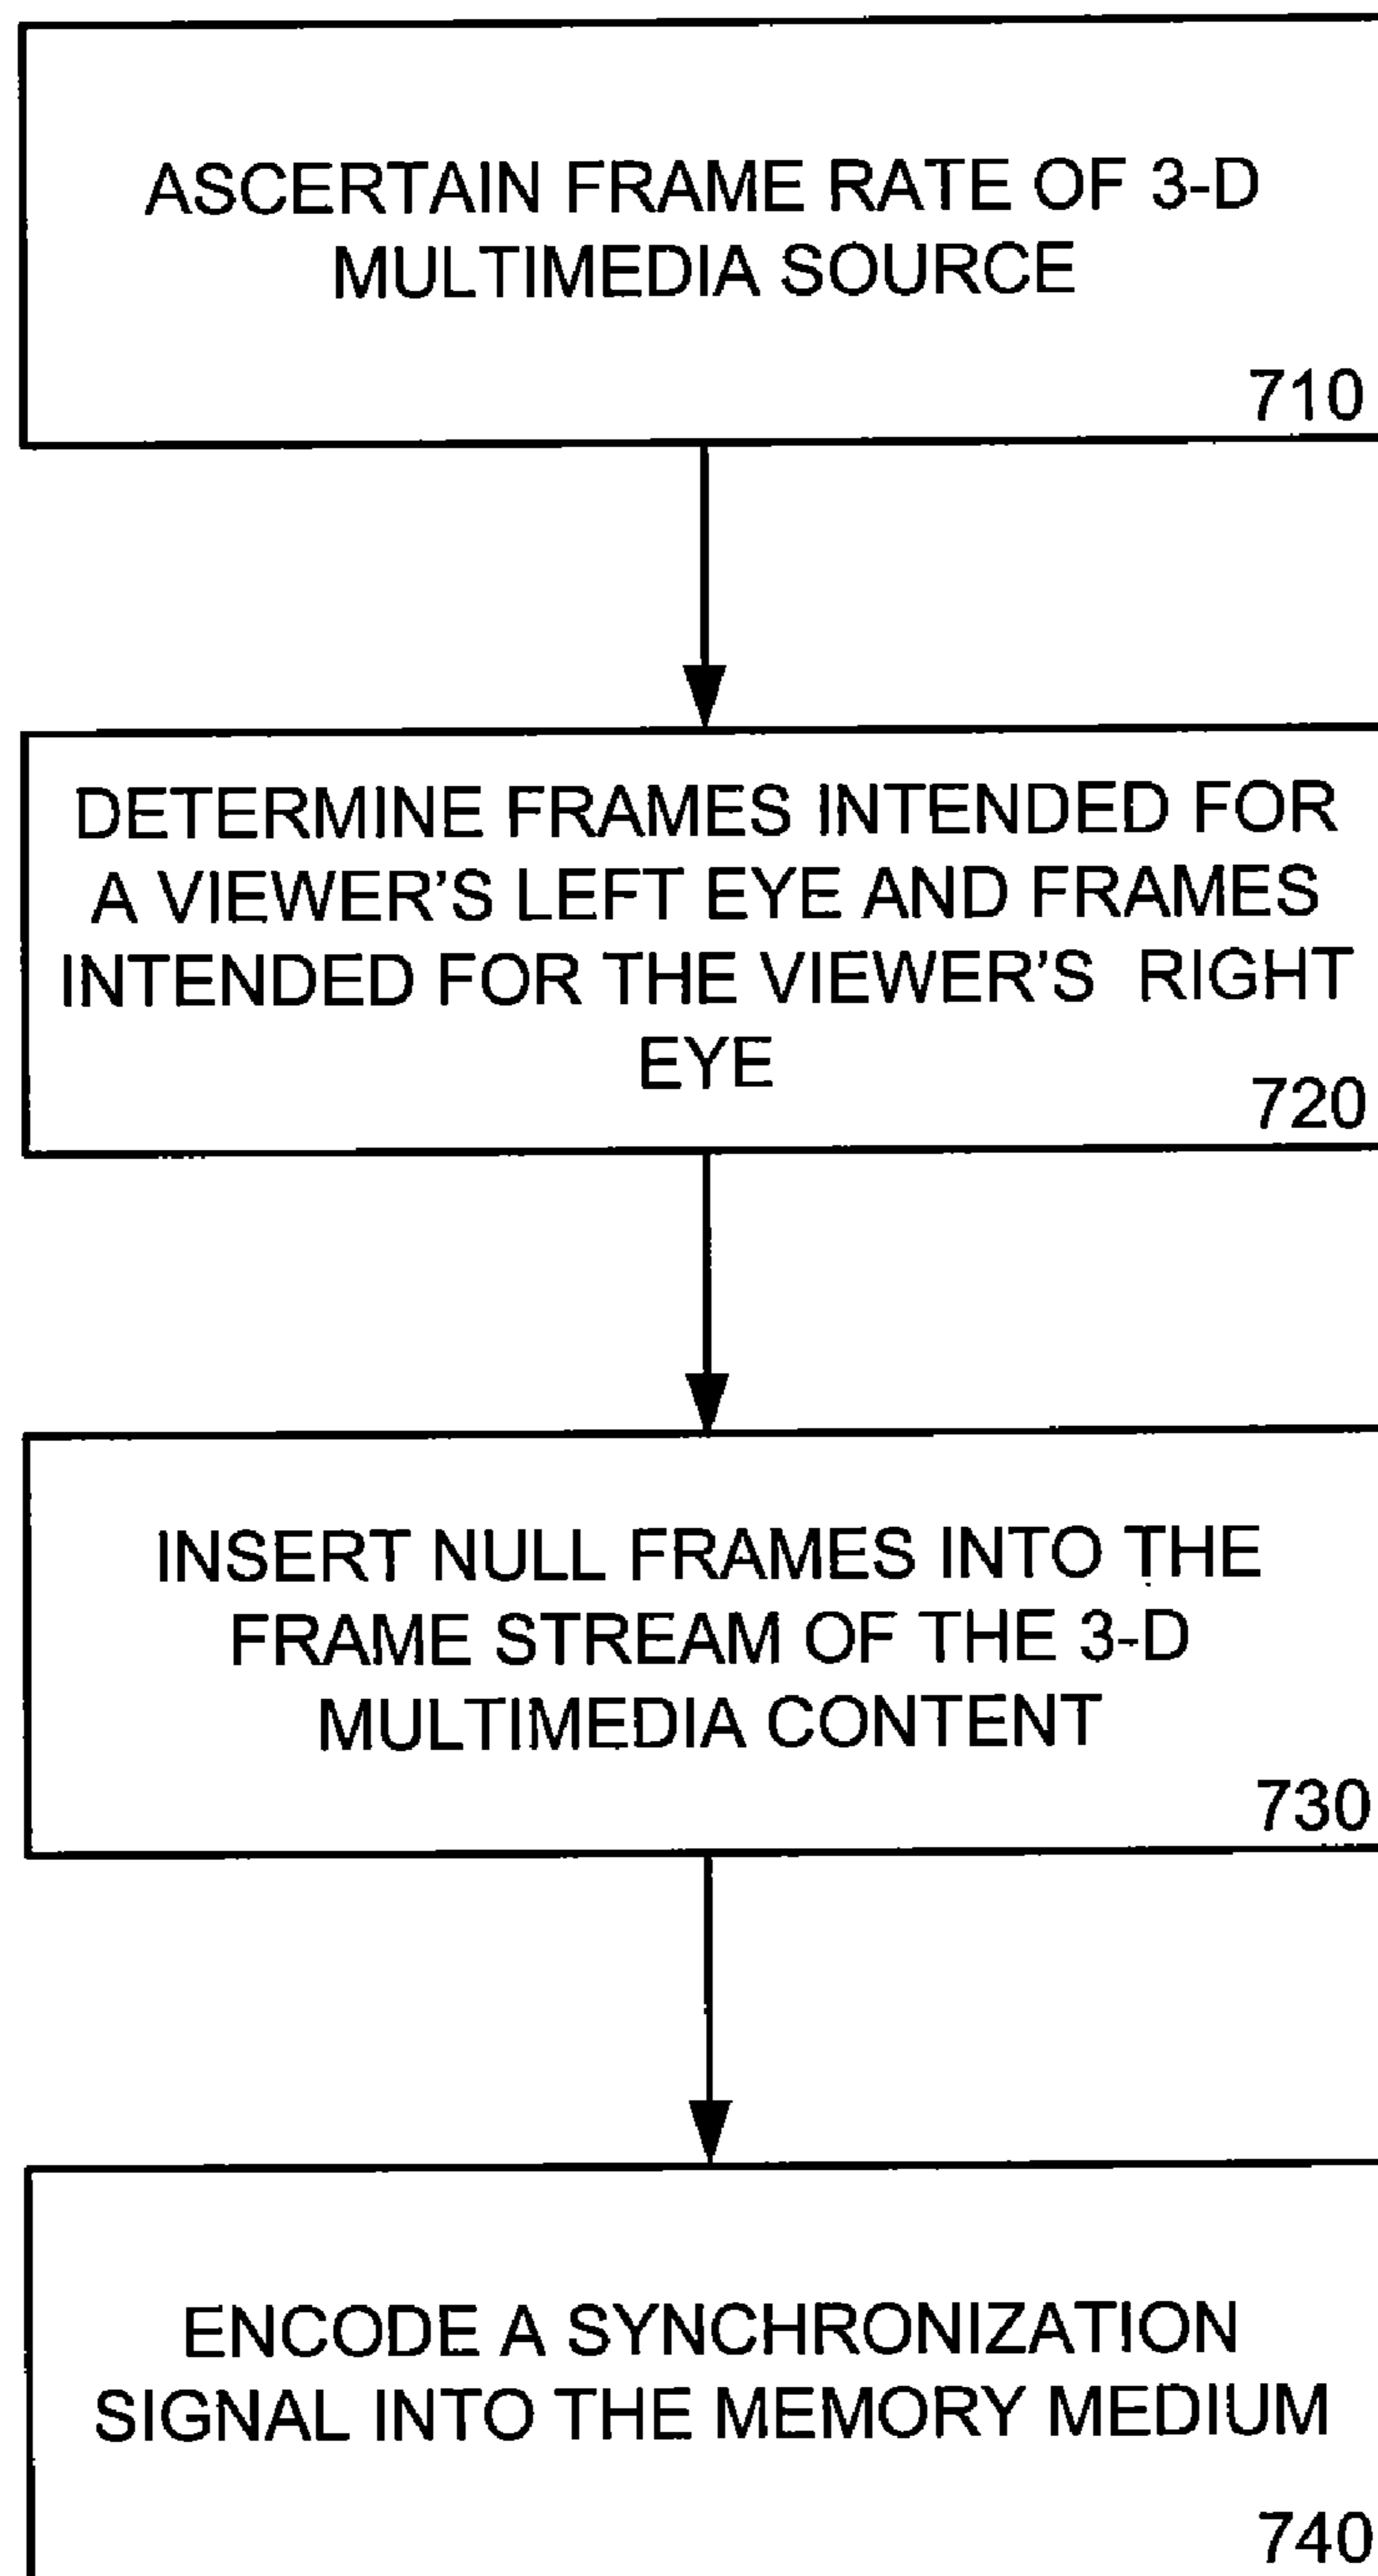 ASCERTAIN FRAME RATE OF 3-D
MULTIMEDIA SOURCE
710
DETERMINE FRAMES INTENDED FOR
A VIEWER'S LEFT EYE AND FRAMES
INTENDED FOR THE VIEWER'S  RIGHT
EYE
720
INSERT NULL FRAMES INTO THE
FRAME STREAM OF THE 3-D
MULTIMEDIA CONTENT
730
ENCODE A SYNCHRONIZATION
SIGNAL INTO THE MEMORY MEDIUM
740